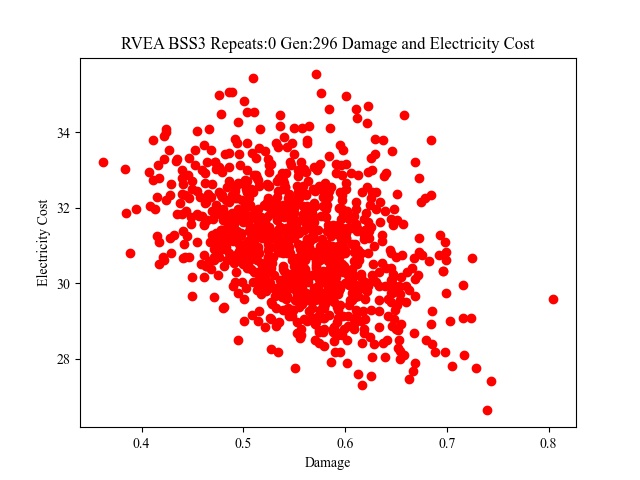 RVEA BSS3 Repeats:0 Gen:296 Damage and Electricity Cost
34
32
30
28
Electricity Cost
0.4 0.5 0.6 0.7 0.8
Damage